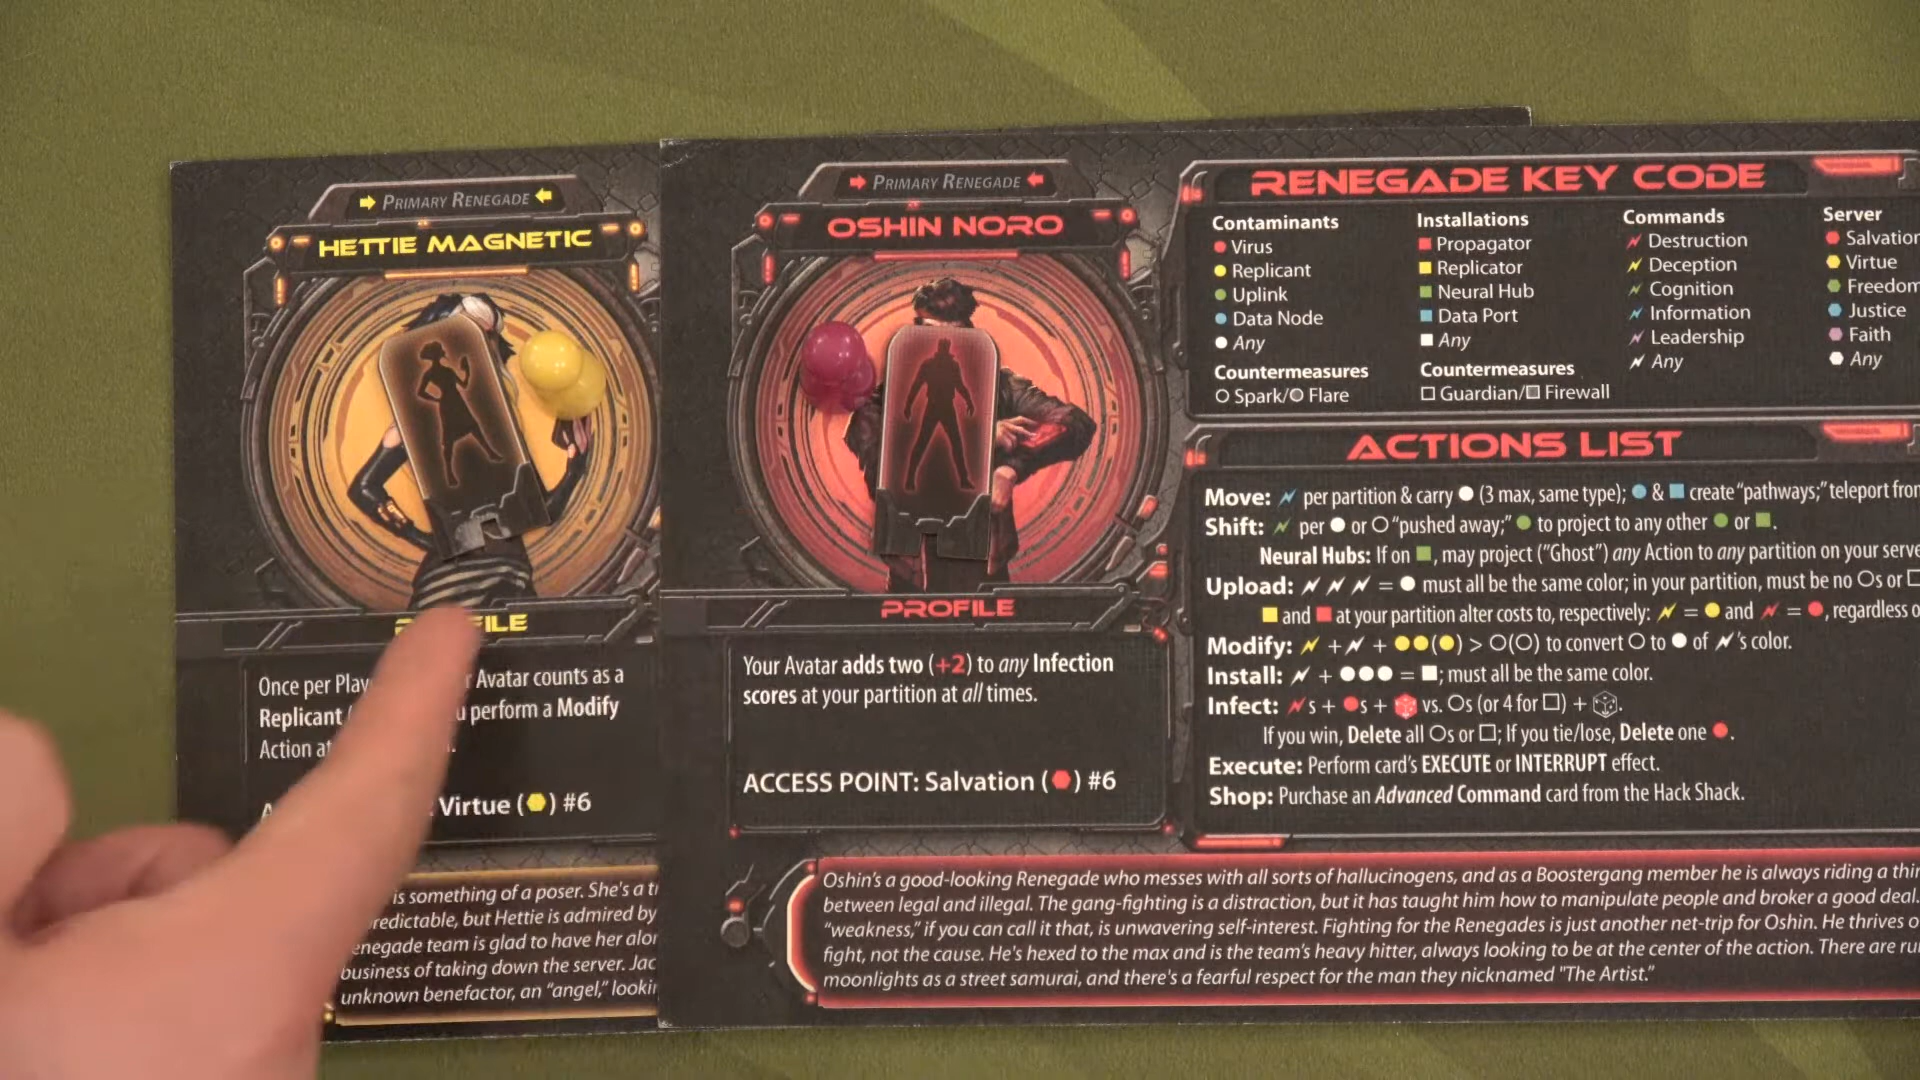 PRIMARY RENEGADE
HETTIE MAGNETIC
Once per Play Avatar counts as a
Replicant ( u perform a Modify
Action at
Virtue ( ) #6
is something of a poser. She's a
redictable, but Hettie is admired by
enegade team is glad to have her
business of taking down the server.
unknown benefactor, an "angel,"
PRIMARY RENEGADE
OSHIN NORO
PROFILE
Your Avatar adds two (+2) to any Infection
scores at your partition at all times.
ACCESS POINT: Salvation ( ) #6
RENEGADE KEY CODE
Contaminants
Virus
Replicant
Uplink
Data Node
Any
Countermeasures
Spark/ Flare
Installations
Propagator
Replicator
Neural Hub
Data Port
Any
Countermeasures
Guardian/ Firewall
Commands
Destruction
Deception
Cognition
Information
Leadership
Any
Server
Salvation
Virtue
Freedom
Justice
Faith
Any
ACTIONS LIST
Move: per partition & carry (3 max, same type); & create "pathways;" teleport from
Shift: per or "pushed away;" to project to any other or .
Neural Hubs: If on , may project ("Ghost") any Action to any partition on your serve
Upload: = must all be the same color; in your partition, must be no s or
and at your partition alter costs to, respectively: = and = , regardless o
Modify: + + ( ) > ( ) to convert to of 's color.
Install: + = ; must all be the same color.
Infect: s + s + vs. s (or 4 for ) + .
If you win, Delete all s or ; If you tie/lose, Delete one .
Execute: Perform card's EXECUTE or INTERRUPT effect.
Shop: Purchase an Advanced Command card from the Hack Shack.
Oshin's a good-looking Renegade who messes with all sorts of hallucinogens, and as a Boostergang member he is always riding a thin
between legal and illegal. The gang-fighting is a distraction, but it has taught him how to manipulate people and broker a good deal.
"weakness," if you can call it that, is unwavering self-interest. Fighting for the Renegades is just another net-trip for Oshin. He thrives o
fight, not the cause. He's hexed to the max and is the team's heavy hitter, always looking to be at the center of the action. There are ru
moonlights as a street samurai, and there's a fearful respect for the man they nicknamed "The Artist."